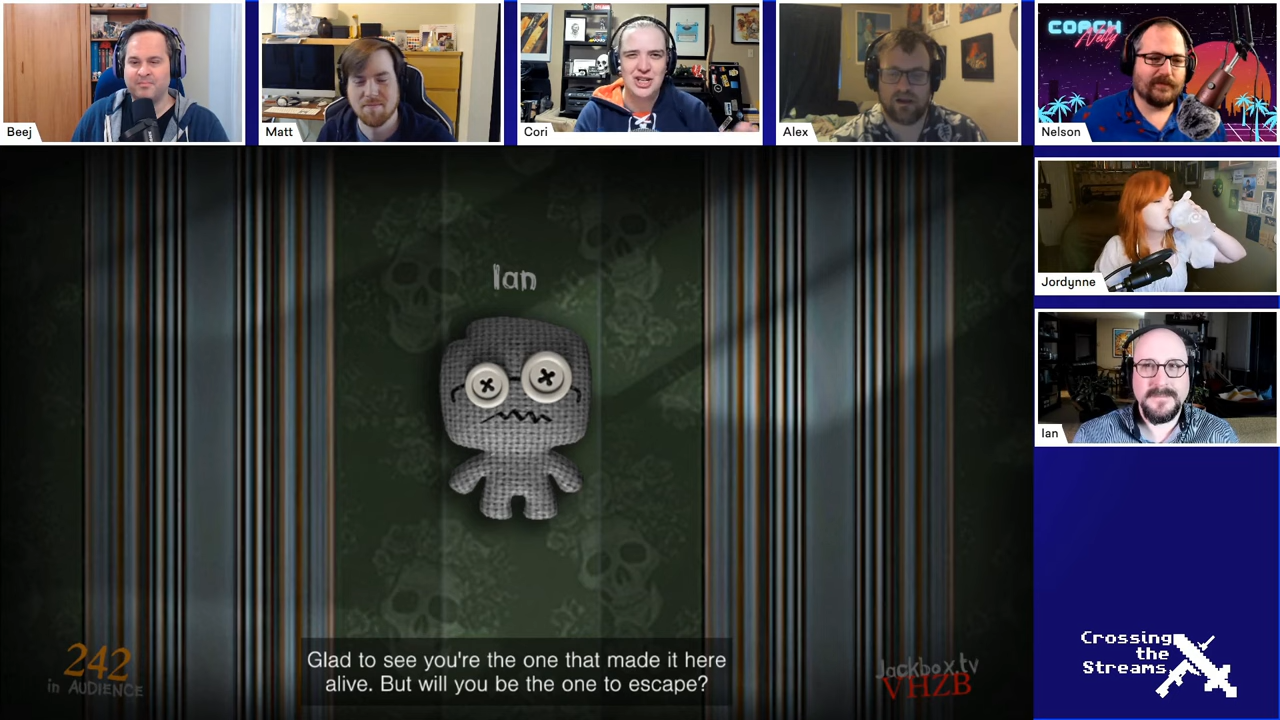 Beej
Matt
Cori
Alex
COACH
Nelly
Nelson
Jordynne
Ian
Ian
Glad to see you're the one that made it here
alive. But will you be the one to escape?
242
in AUDIENCE
Jackbox.tv
VHZB
Crossing
the
Streams